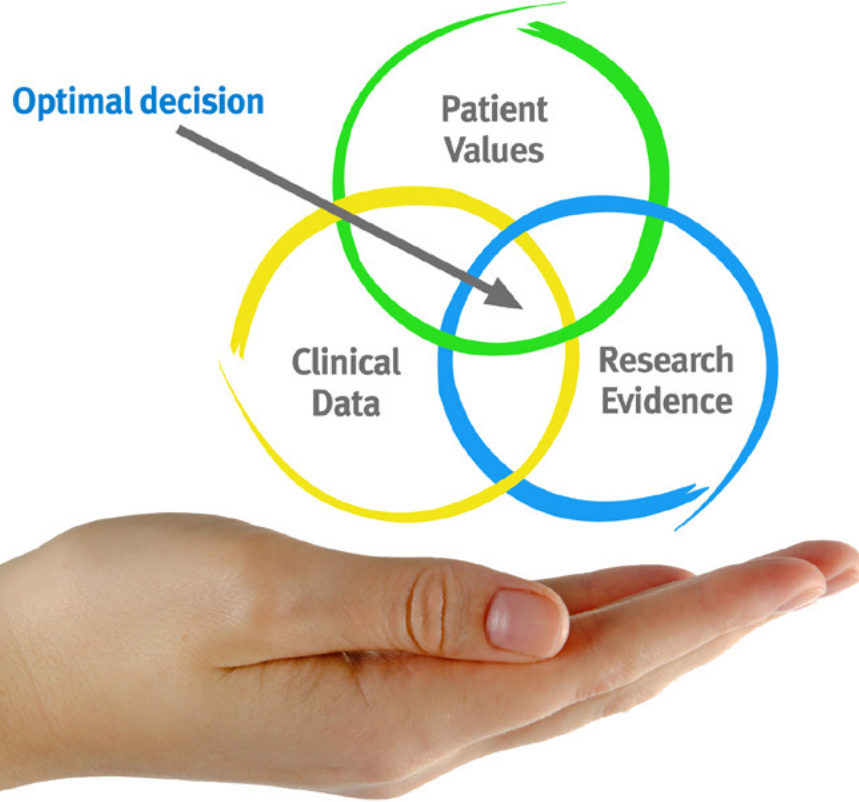 Optimal decision
Patient
Values
Clinical
Data
Research
Evidence